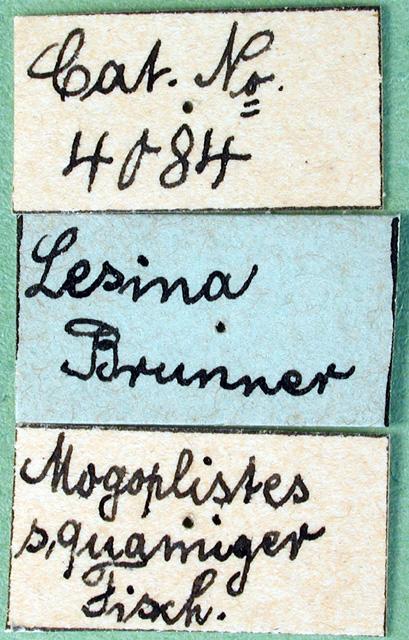 Cat. No.
4084
Lesina
Brunner
Mogoplistes
squamiger
Fisch.